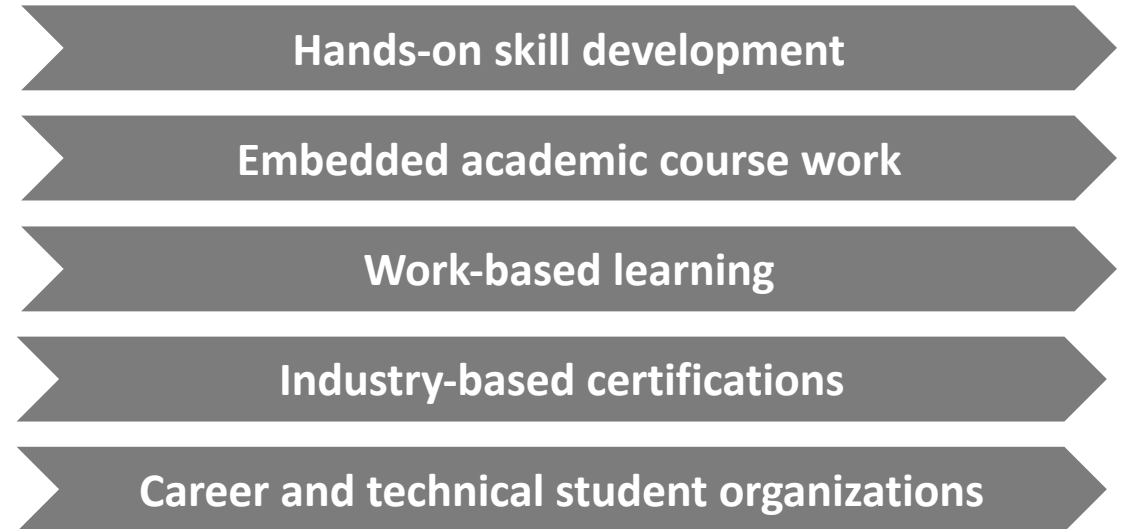 Hands-on skill development
Embedded academic course work
Work-based learning
Industry-based certifications
Career and technical student organizations